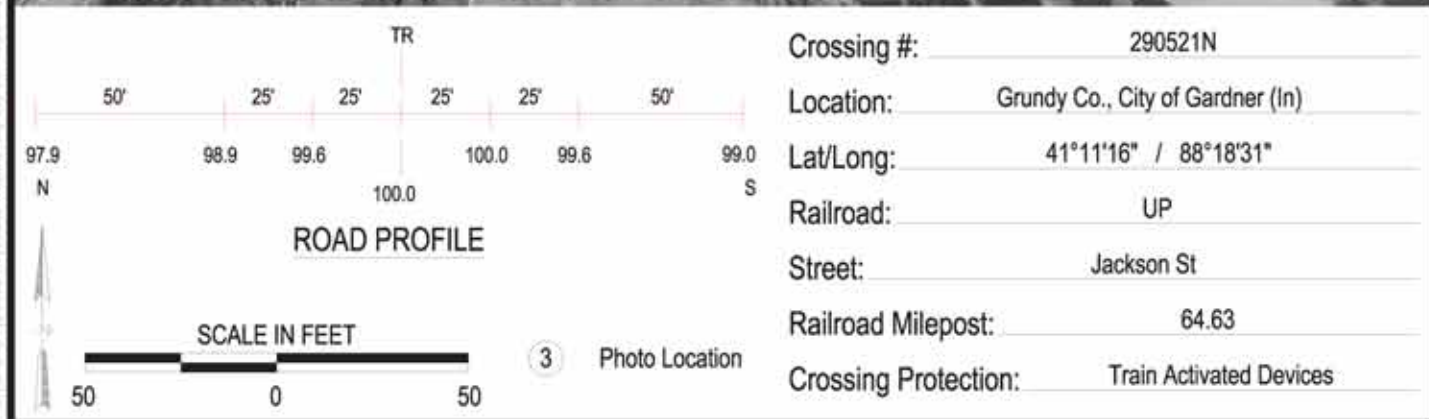 TR
50' 25' 25' 25' 25' 50'
97.9 98.9 99.6 100.0 99.6 99.0
N S
100.0
ROAD PROFILE
SCALE IN FEET
50 0 50
3 Photo Location
Crossing #: 290521N
Location: Grundy Co., City of Gardner (In)
Lat/Long: 41°11'16" / 88°18'31"
Railroad: UP
Street: Jackson St
Railroad Milepost: 64.63
Crossing Protection: Train Activated Devices